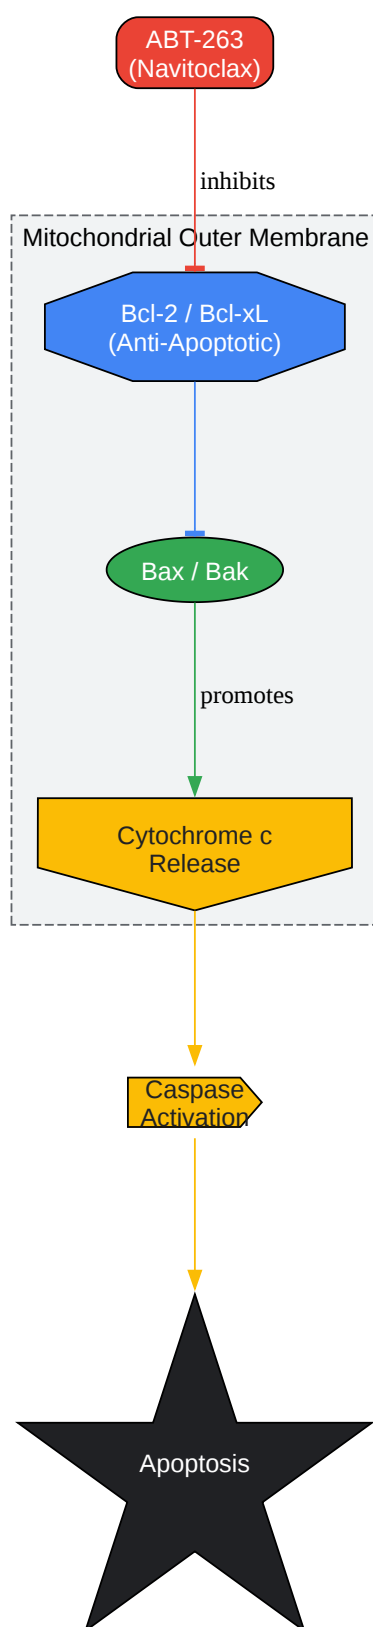 ABT-263
(Navitoclax)
inhibits
Mitochondrial Outer Membrane
Bcl-2 / Bcl-xL
(Anti-Apoptotic)
Bax / Bak
promotes
Cytochrome c
Release
Caspase
Activation
Apoptosis